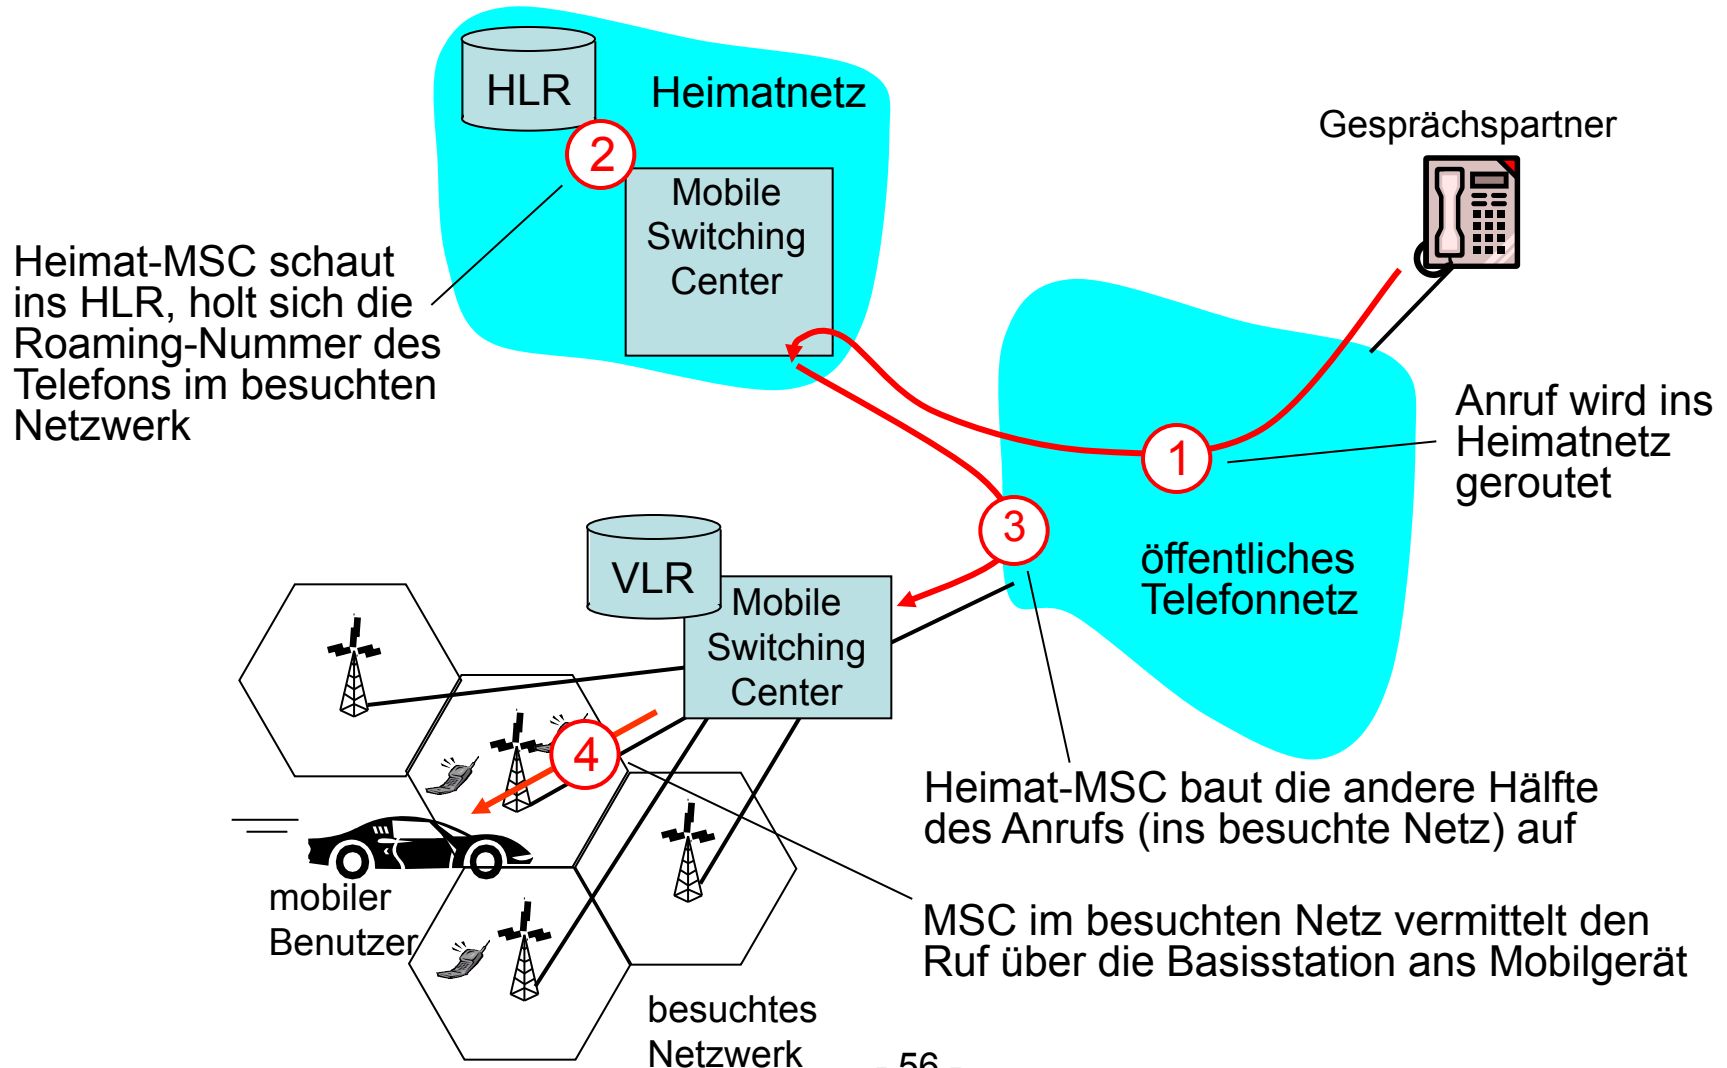 HLR
Heimatnetz
Gesprächspartner
2
Mobile
Switching
Center
Heimat-MSC schaut
ins HLR, holt sich die
Roaming-Nummer des
Telefons im besuchten
Netzwerk
Anruf wird ins
Heimatnetz
geroutet
1
3
öffentliches
Telefonnetz
VLR
Mobile
Switching
Center
4
Heimat-MSC baut die andere Hälfte
des Anrufs (ins besuchte Netz) auf
mobiler
Benutzer
MSC im besuchten Netz vermittelt den
Ruf über die Basisstation ans Mobilgerät
besuchtes
Netzwerk
- 56 -